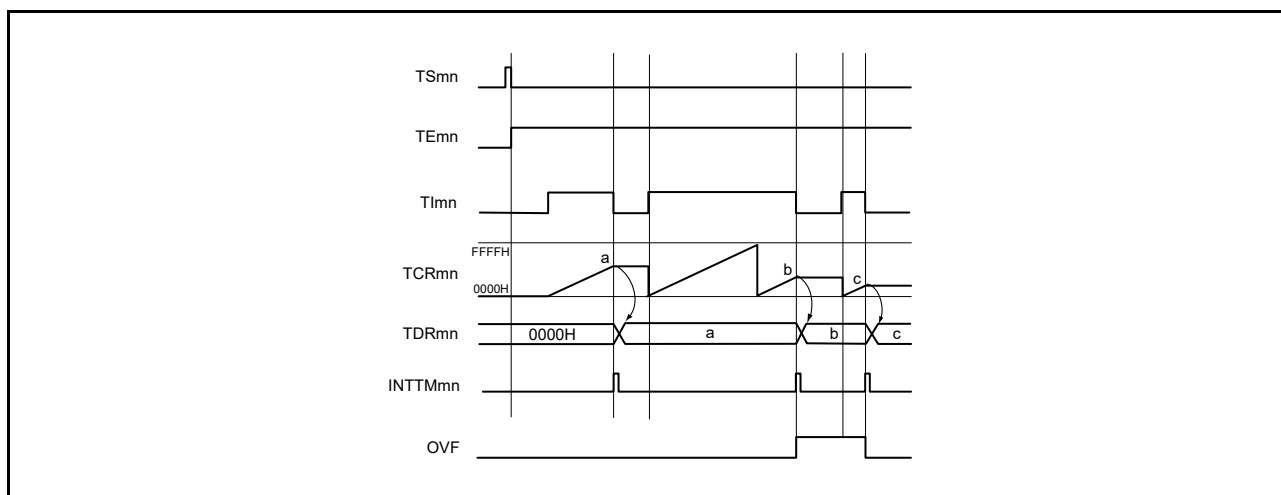 TSmn
TEmn
TImn
FFFFH
a
b
c
TCRmn
0000H
TDRmn
0000H
a
b
c
INTTMmn
OVF